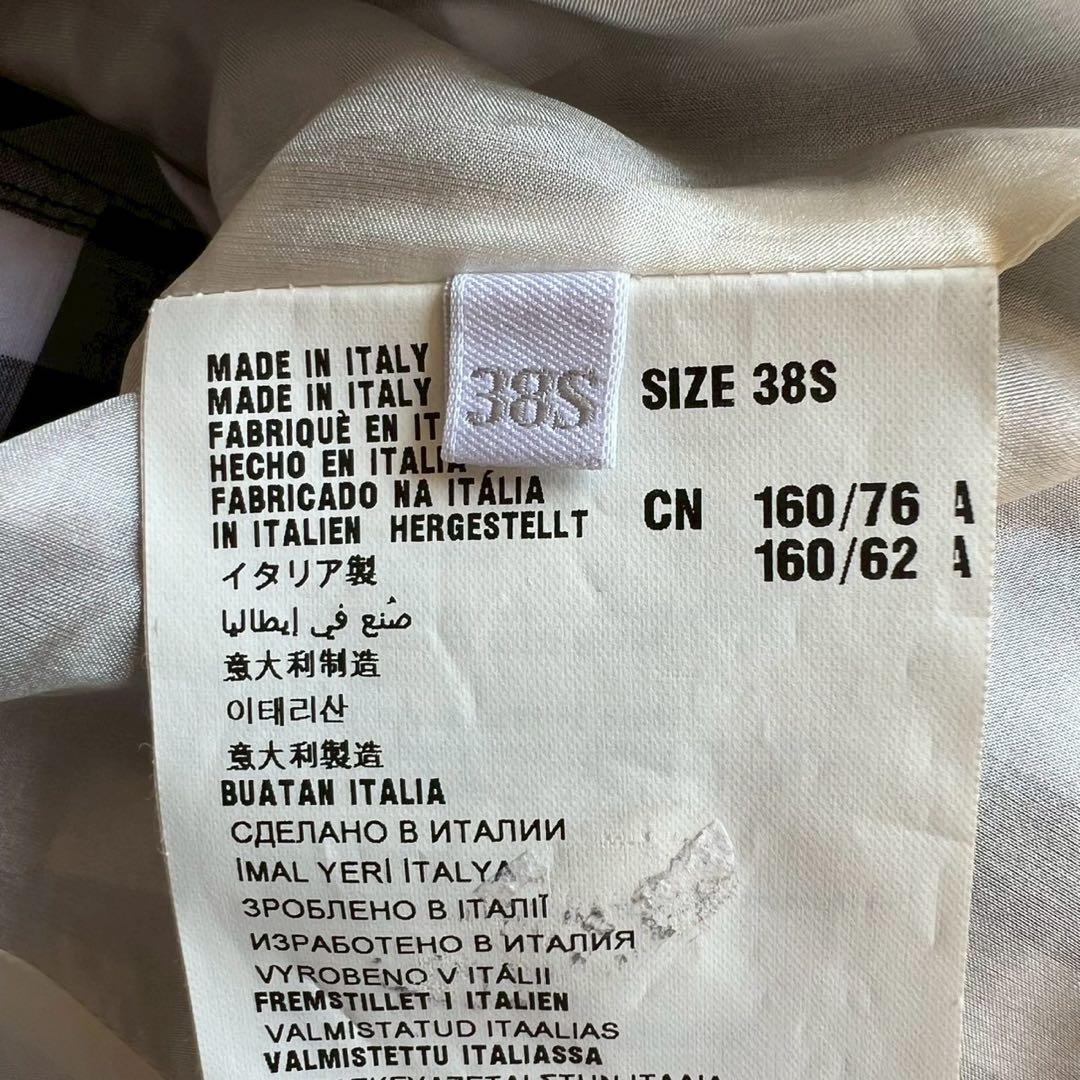 MADE IN ITALY
MADE IN ITALY
FABRIQUÈ EN IT
HECHO EN ITALIA
FABRICADO NA ITÁLIA
IN ITALIEN HERGESTELLT
イタリア製
صُنع في إيطاليا
意大利制造
이태리산
意大利製造
BUATAN ITALIA
СДЕЛАНО В ИТАЛИИ
İMAL YERİ İTALYA
ЗРОБЛЕНО В ІТАЛІЇ
ИЗРАБОТЕНО В ИТАЛИЯ
VYROBENO V ITÁLII
FREMSTILLET I ITALIEN
VALMISTATUD ITAALIAS
VALMISTETTU ITALIASSA
38S
SIZE 38S
CN 160/76 A
160/62 A